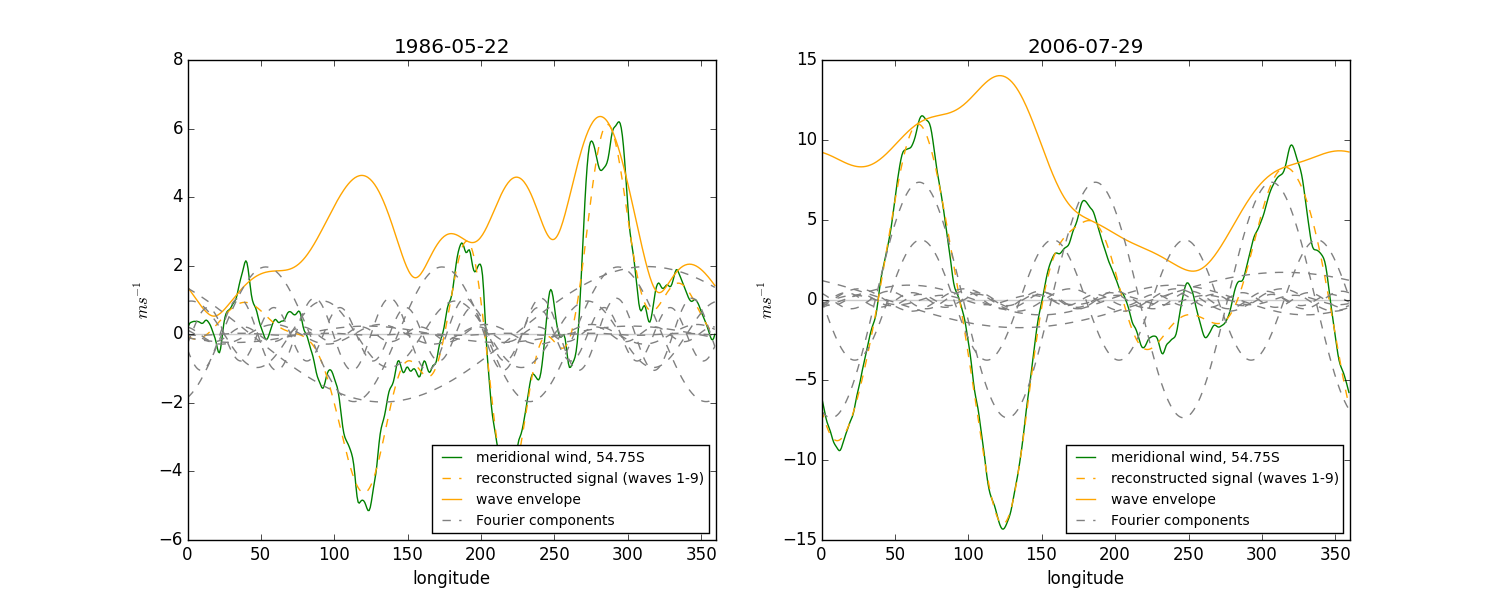 1986-05-22
8
6
4
2
0
−2
−4
−6
ms⁻¹
0
50
100
150
200
250
300
350
longitude
meridional wind, 54.75S
reconstructed signal (waves 1-9)
wave envelope
Fourier components
2006-07-29
15
10
5
0
−5
−10
−15
ms⁻¹
0
50
100
150
200
250
300
350
longitude
meridional wind, 54.75S
reconstructed signal (waves 1-9)
wave envelope
Fourier components